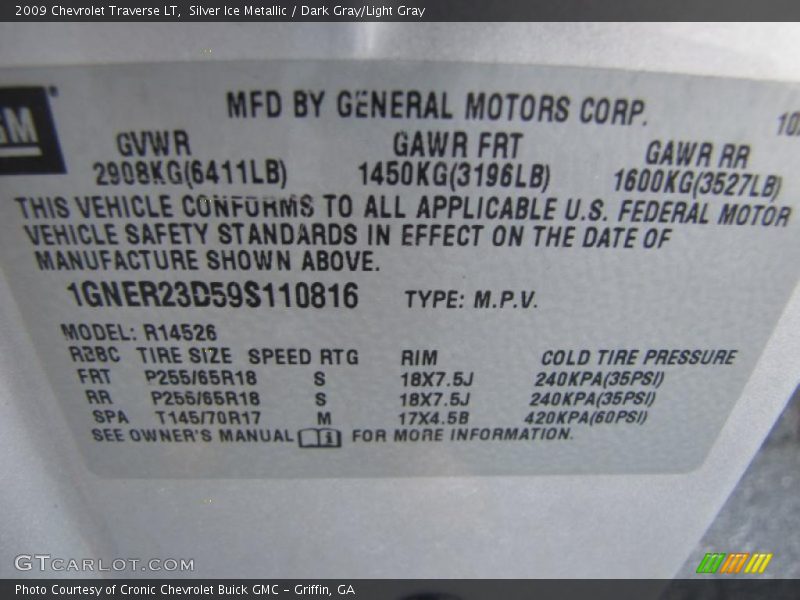 2009 Chevrolet Traverse LT, Silver Ice Metallic / Dark Gray/Light Gray
GM
MFD BY GENERAL MOTORS CORP.
GVWR GAWR FRT GAWR RR
2908KG(6411LB) 1450KG(3196LB) 1600KG(3527LB)
THIS VEHICLE CONFORMS TO ALL APPLICABLE U.S. FEDERAL MOTOR
VEHICLE SAFETY STANDARDS IN EFFECT ON THE DATE OF
MANUFACTURE SHOWN ABOVE.
1GNER23D59S110816 TYPE: M.P.V.
MODEL: R14526
TIRE SIZE SPEED RTG RIM COLD TIRE PRESSURE
FRT P255/65R18 S 18X7.5J 240KPA(35PSI)
RR P255/65R18 S 18X7.5J 240KPA(35PSI)
SPA T145/70R17 M 17X4.5B 420KPA(60PSI)
SEE OWNER'S MANUAL FOR MORE INFORMATION.
GTCARLOT.COM
Photo Courtesy of Cronic Chevrolet Buick GMC - Griffin, GA